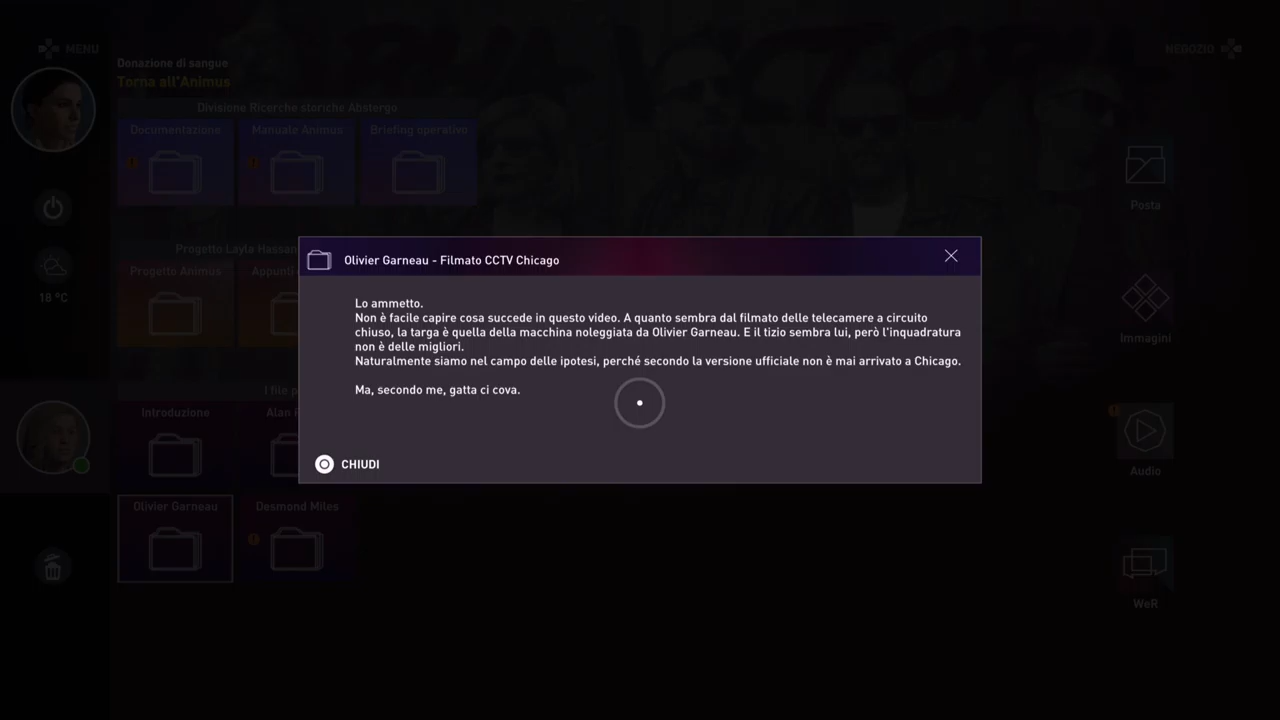 MENU
NEGOZIO
Donazione di sangue
Torna all'Animus
Divisione Ricerche storiche Abstergo
Documentazione
Manuale Animus
Briefing operativo
Posta
Progetto Layla Hassan
Progetto Animus
Appunti
18 °C
Immagini
Olivier Garneau - Filmato CCTV Chicago
Lo ammetto.
Non è facile capire cosa succede in questo video. A quanto sembra dal filmato delle telecamere a circuito
chiuso, la targa è quella della macchina noleggiata da Olivier Garneau. E il tizio sembra lui, però l'inquadratura
non è delle migliori.
Naturalmente siamo nel campo delle ipotesi, perché secondo la versione ufficiale non è mai arrivato a Chicago.
Ma, secondo me, gatta ci cova.
CHIUDI
I file
Introduzione
Alan
Audio
Olivier Garneau
Desmond Miles
WeR